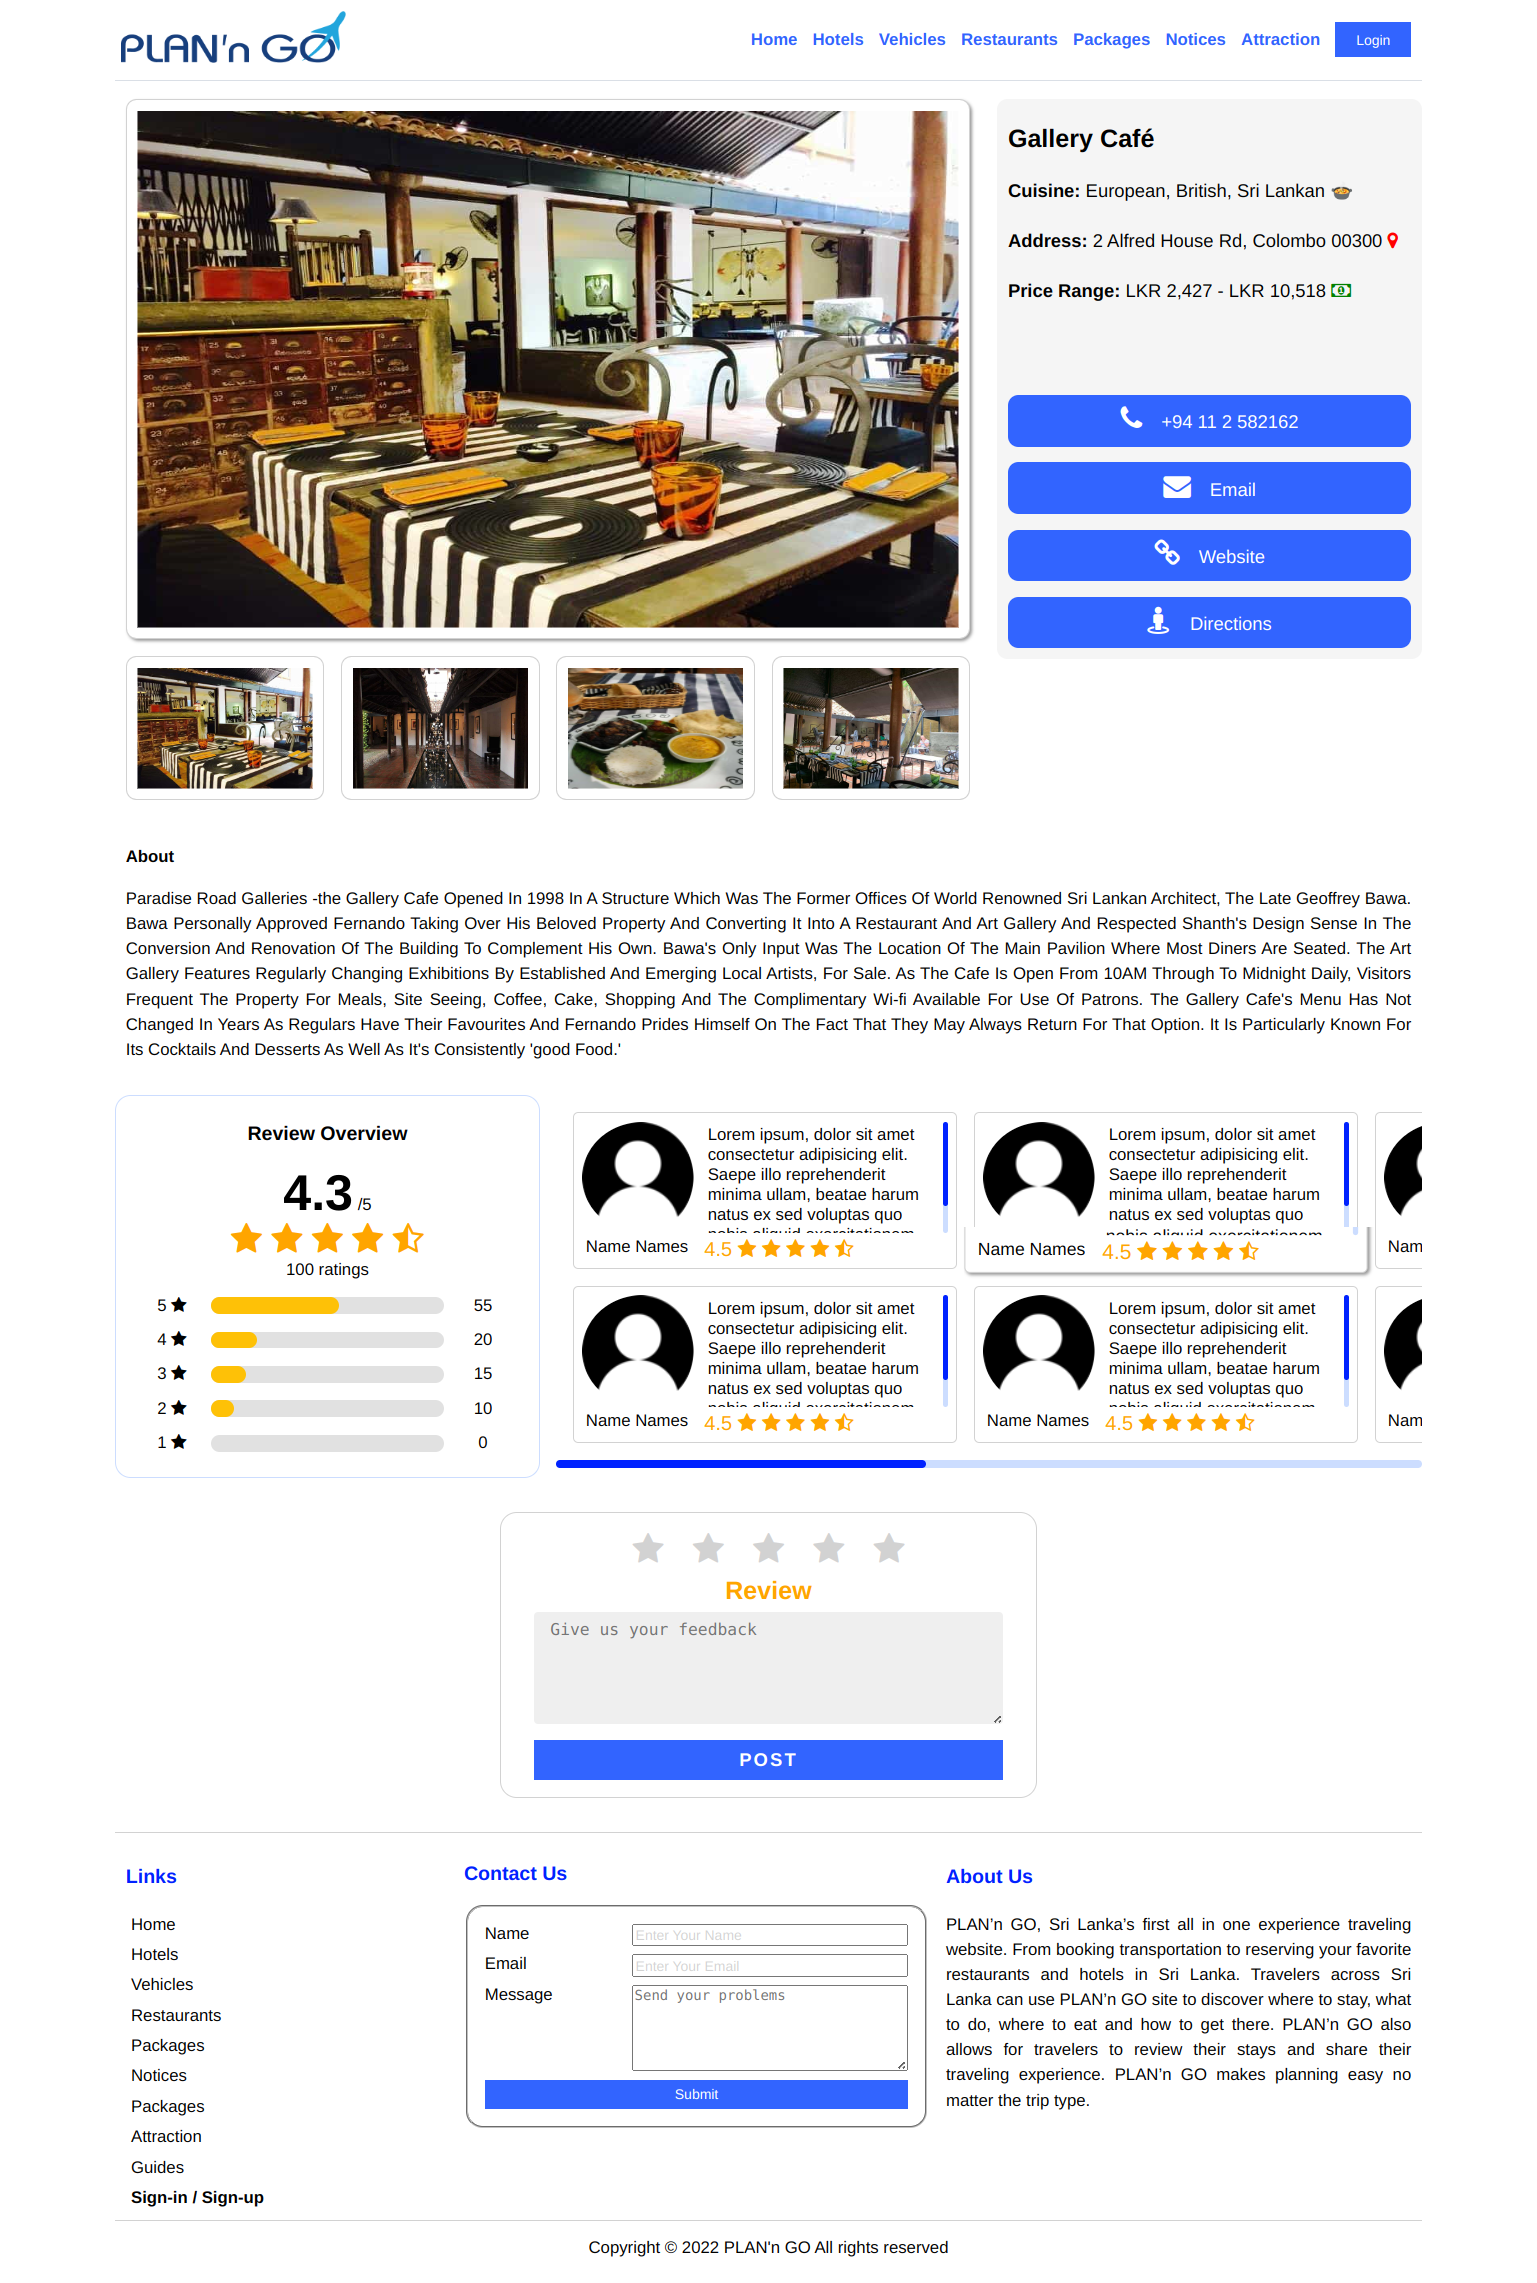 PLAN'n GO
Home Hotels Vehicles Restaurants Packages Notices Attraction Login
Gallery Café
Cuisine: European, British, Sri Lankan
Address: 2 Alfred House Rd, Colombo 00300
Price Range: LKR 2,427 - LKR 10,518
+94 11 2 582162
Email
Website
Directions
About
Paradise Road Galleries -the Gallery Cafe Opened In 1998 In A Structure Which Was The Former Offices Of World Renowned Sri Lankan Architect, The Late Geoffrey Bawa.
Bawa Personally Approved Fernando Taking Over His Beloved Property And Converting It Into A Restaurant And Art Gallery And Respected Shanth's Design Sense In The
Conversion And Renovation Of The Building To Complement His Own. Bawa's Only Input Was The Location Of The Main Pavilion Where Most Diners Are Seated. The Art
Gallery Features Regularly Changing Exhibitions By Established And Emerging Local Artists, For Sale. As The Cafe Is Open From 10AM Through To Midnight Daily, Visitors
Frequent The Property For Meals, Site Seeing, Coffee, Cake, Shopping And The Complimentary Wi-fi Available For Use Of Patrons. The Gallery Cafe's Menu Has Not
Changed In Years As Regulars Have Their Favourites And Fernando Prides Himself On The Fact That They May Always Return For That Option. It Is Particularly Known For
Its Cocktails And Desserts As Well As It's Consistently 'good Food.'
Review Overview
4.3 /5
100 ratings
5 55
4 20
3 15
2 10
1 0
Lorem ipsum, dolor sit amet
consectetur adipisicing elit.
Saepe illo reprehenderit
minima ullam, beatae harum
natus ex sed voluptas quo
Name Names 4.5
Lorem ipsum, dolor sit amet
consectetur adipisicing elit.
Saepe illo reprehenderit
minima ullam, beatae harum
natus ex sed voluptas quo
Name Names 4.5
Nam
Lorem ipsum, dolor sit amet
consectetur adipisicing elit.
Saepe illo reprehenderit
minima ullam, beatae harum
natus ex sed voluptas quo
Name Names 4.5
Lorem ipsum, dolor sit amet
consectetur adipisicing elit.
Saepe illo reprehenderit
minima ullam, beatae harum
natus ex sed voluptas quo
Name Names 4.5
Nam
Review
Give us your feedback
POST
Links
Home
Hotels
Vehicles
Restaurants
Packages
Notices
Packages
Attraction
Guides
Sign-in / Sign-up
Contact Us
Name Enter Your Name
Email Enter Your Email
Message Send your problems
Submit
About Us
PLAN’n GO, Sri Lanka’s first all in one experience traveling
website. From booking transportation to reserving your favorite
restaurants and hotels in Sri Lanka. Travelers across Sri
Lanka can use PLAN’n GO site to discover where to stay, what
to do, where to eat and how to get there. PLAN’n GO also
allows for travelers to review their stays and share their
traveling experience. PLAN’n GO makes planning easy no
matter the trip type.
Copyright © 2022 PLAN'n GO All rights reserved